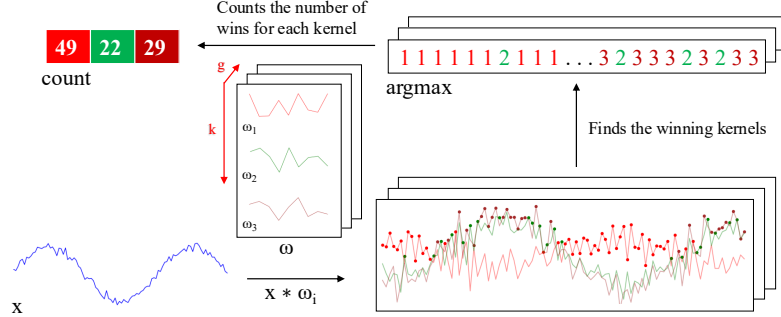 Counts the number of
wins for each kernel
49 22 29
count
1 1 1 1 1 1 2 1 1 1 ... 3 2 3 3 3 2 3 2 3 3
argmax
g
k
ω1
ω2
ω3
ω
Finds the winning kernels
x
x * ωi